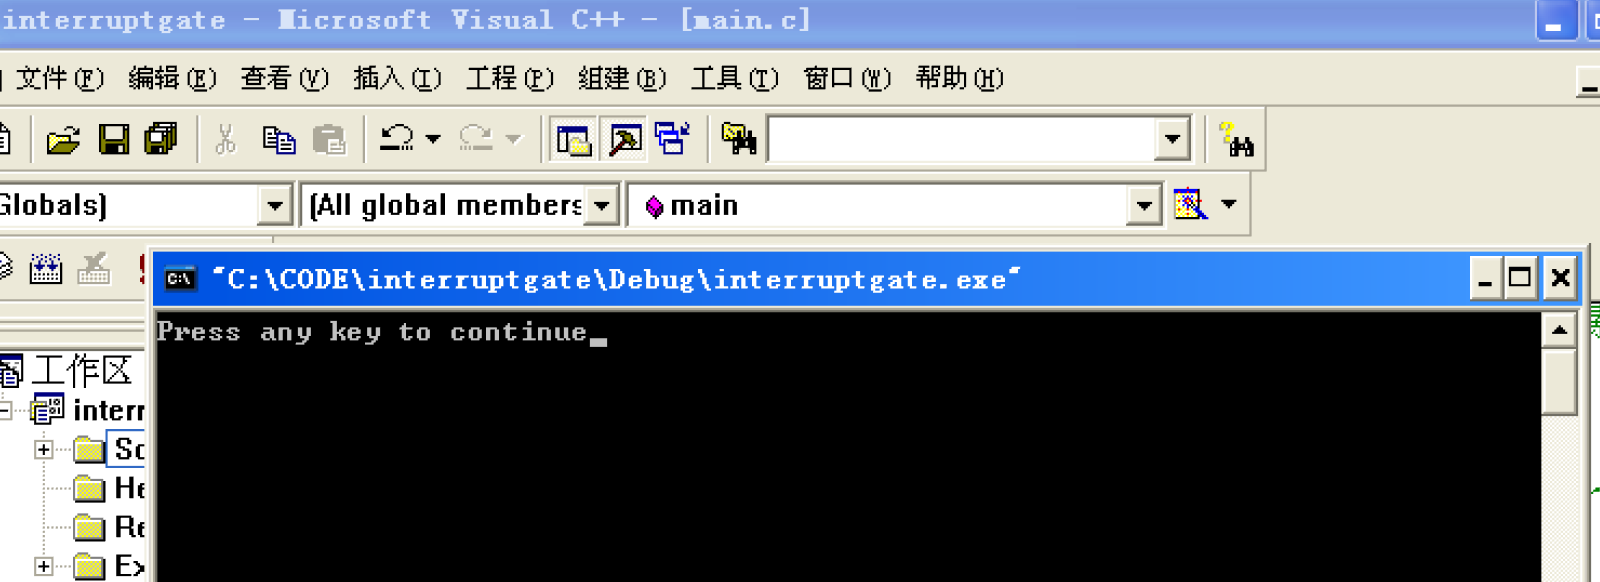 interruptgate - Microsoft Visual C++ - [main.c]
文件(F) 编辑(E) 查看(V) 插入(I) 工程(P) 组建(B) 工具(T) 窗口(W) 帮助(H)
Globals) (All global members main
"C:\CODE\interruptgate\Debug\interruptgate.exe"
Press any key to continue
工作区
interr
So
He
Re
Ex